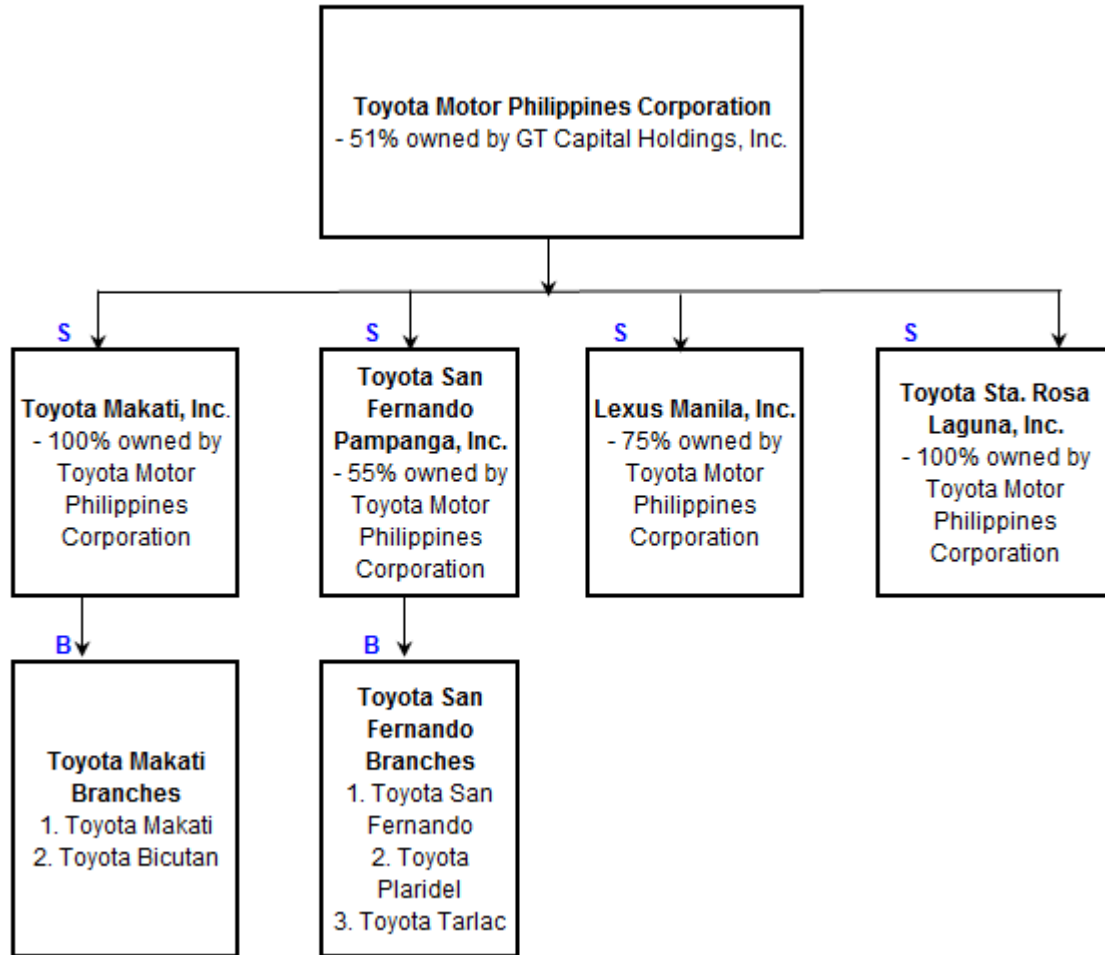 Toyota Motor Philippines Corporation
- 51% owned by GT Capital Holdings, Inc.
S
S
S
S
Toyota Makati, Inc.
- 100% owned by
Toyota Motor
Philippines
Corporation
Toyota San
Fernando
Pampanga, Inc.
- 55% owned by
Toyota Motor
Philippines
Corporation
Lexus Manila, Inc.
- 75% owned by
Toyota Motor
Philippines
Corporation
Toyota Sta. Rosa
Laguna, Inc.
- 100% owned by
Toyota Motor
Philippines
Corporation
B
B
Toyota Makati
Branches
1. Toyota Makati
2. Toyota Bicutan
Toyota San
Fernando
Branches
1. Toyota San
Fernando
2. Toyota
Plaridel
3. Toyota Tarlac